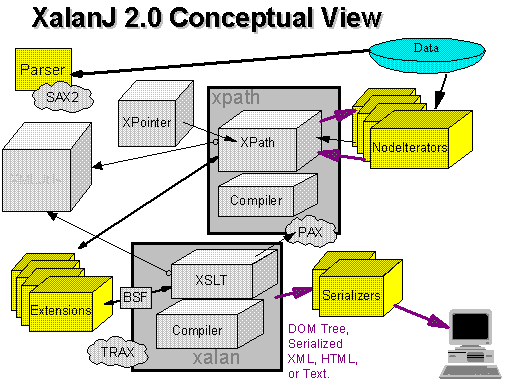 XalanJ 2.0 Conceptual View
Data
Parser
SAX2
xpath
XPointer
XPath
NodeIterators
Compiler
PAX
XSLT
BSF
Extensions
Serializers
Compiler
TRAX
xalan
DOM Tree,
Serialized
XML, HTML,
or Text.